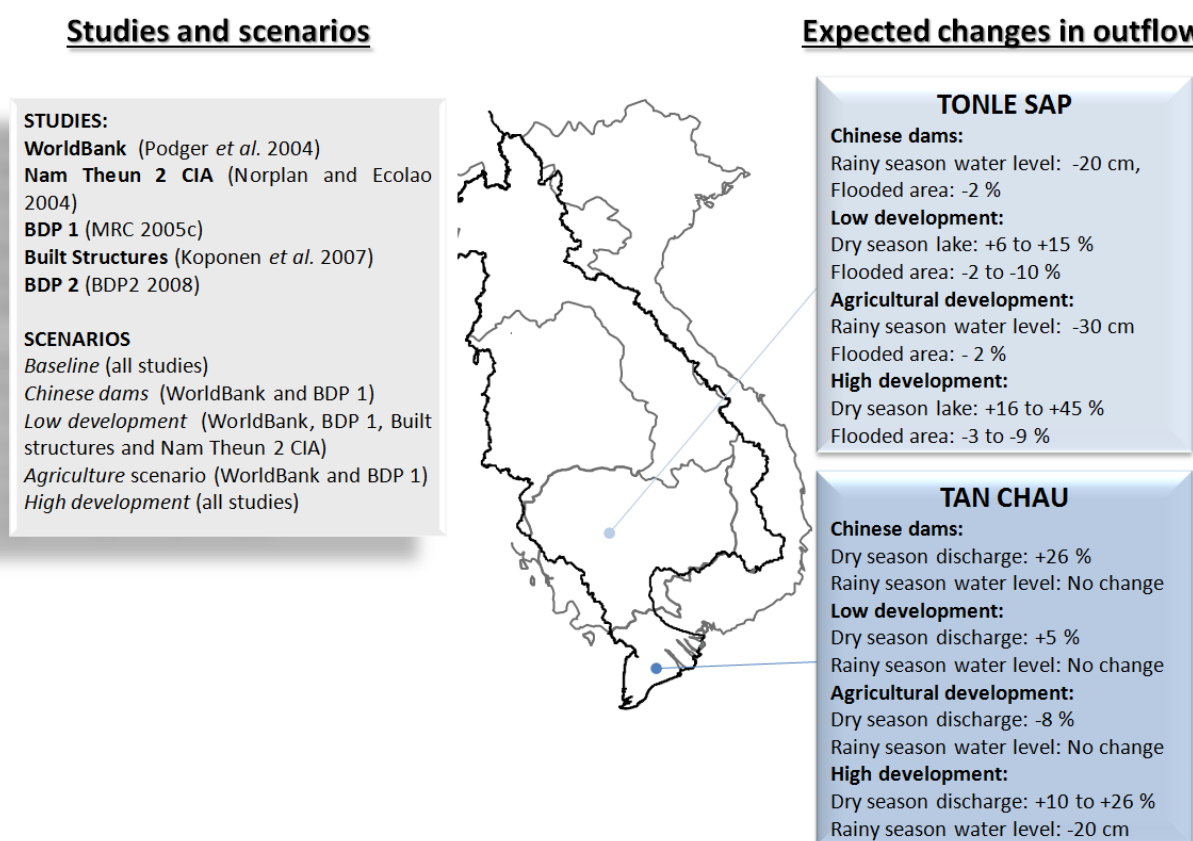 Studies and scenarios
STUDIES:
WorldBank (Podger et al. 2004)
Nam Theun 2 CIA (Norplan and Ecolao
2004)
BDP 1 (MRC 2005c)
Built Structures (Koponen et al. 2007)
BDP 2 (BDP2 2008)
SCENARIOS
Baseline (all studies)
Chinese dams (WorldBank and BDP 1)
Low development (WorldBank, BDP 1, Built
structures and Nam Theun 2 CIA)
Agriculture scenario (WorldBank and BDP 1)
High development (all studies)
Expected changes in outflow
TONLE SAP
Chinese dams:
Rainy season water level: -20 cm,
Flooded area: -2 %
Low development:
Dry season lake: +6 to +15 %
Flooded area: -2 to -10 %
Agricultural development:
Rainy season water level: -30 cm
Flooded area: - 2 %
High development:
Dry season lake: +16 to +45 %
Flooded area: -3 to -9 %
TAN CHAU
Chinese dams:
Dry season discharge: +26 %
Rainy season water level: No change
Low development:
Dry season discharge: +5 %
Rainy season water level: No change
Agricultural development:
Dry season discharge: -8 %
Rainy season water level: No change
High development:
Dry season discharge: +10 to +26 %
Rainy season water level: -20 cm